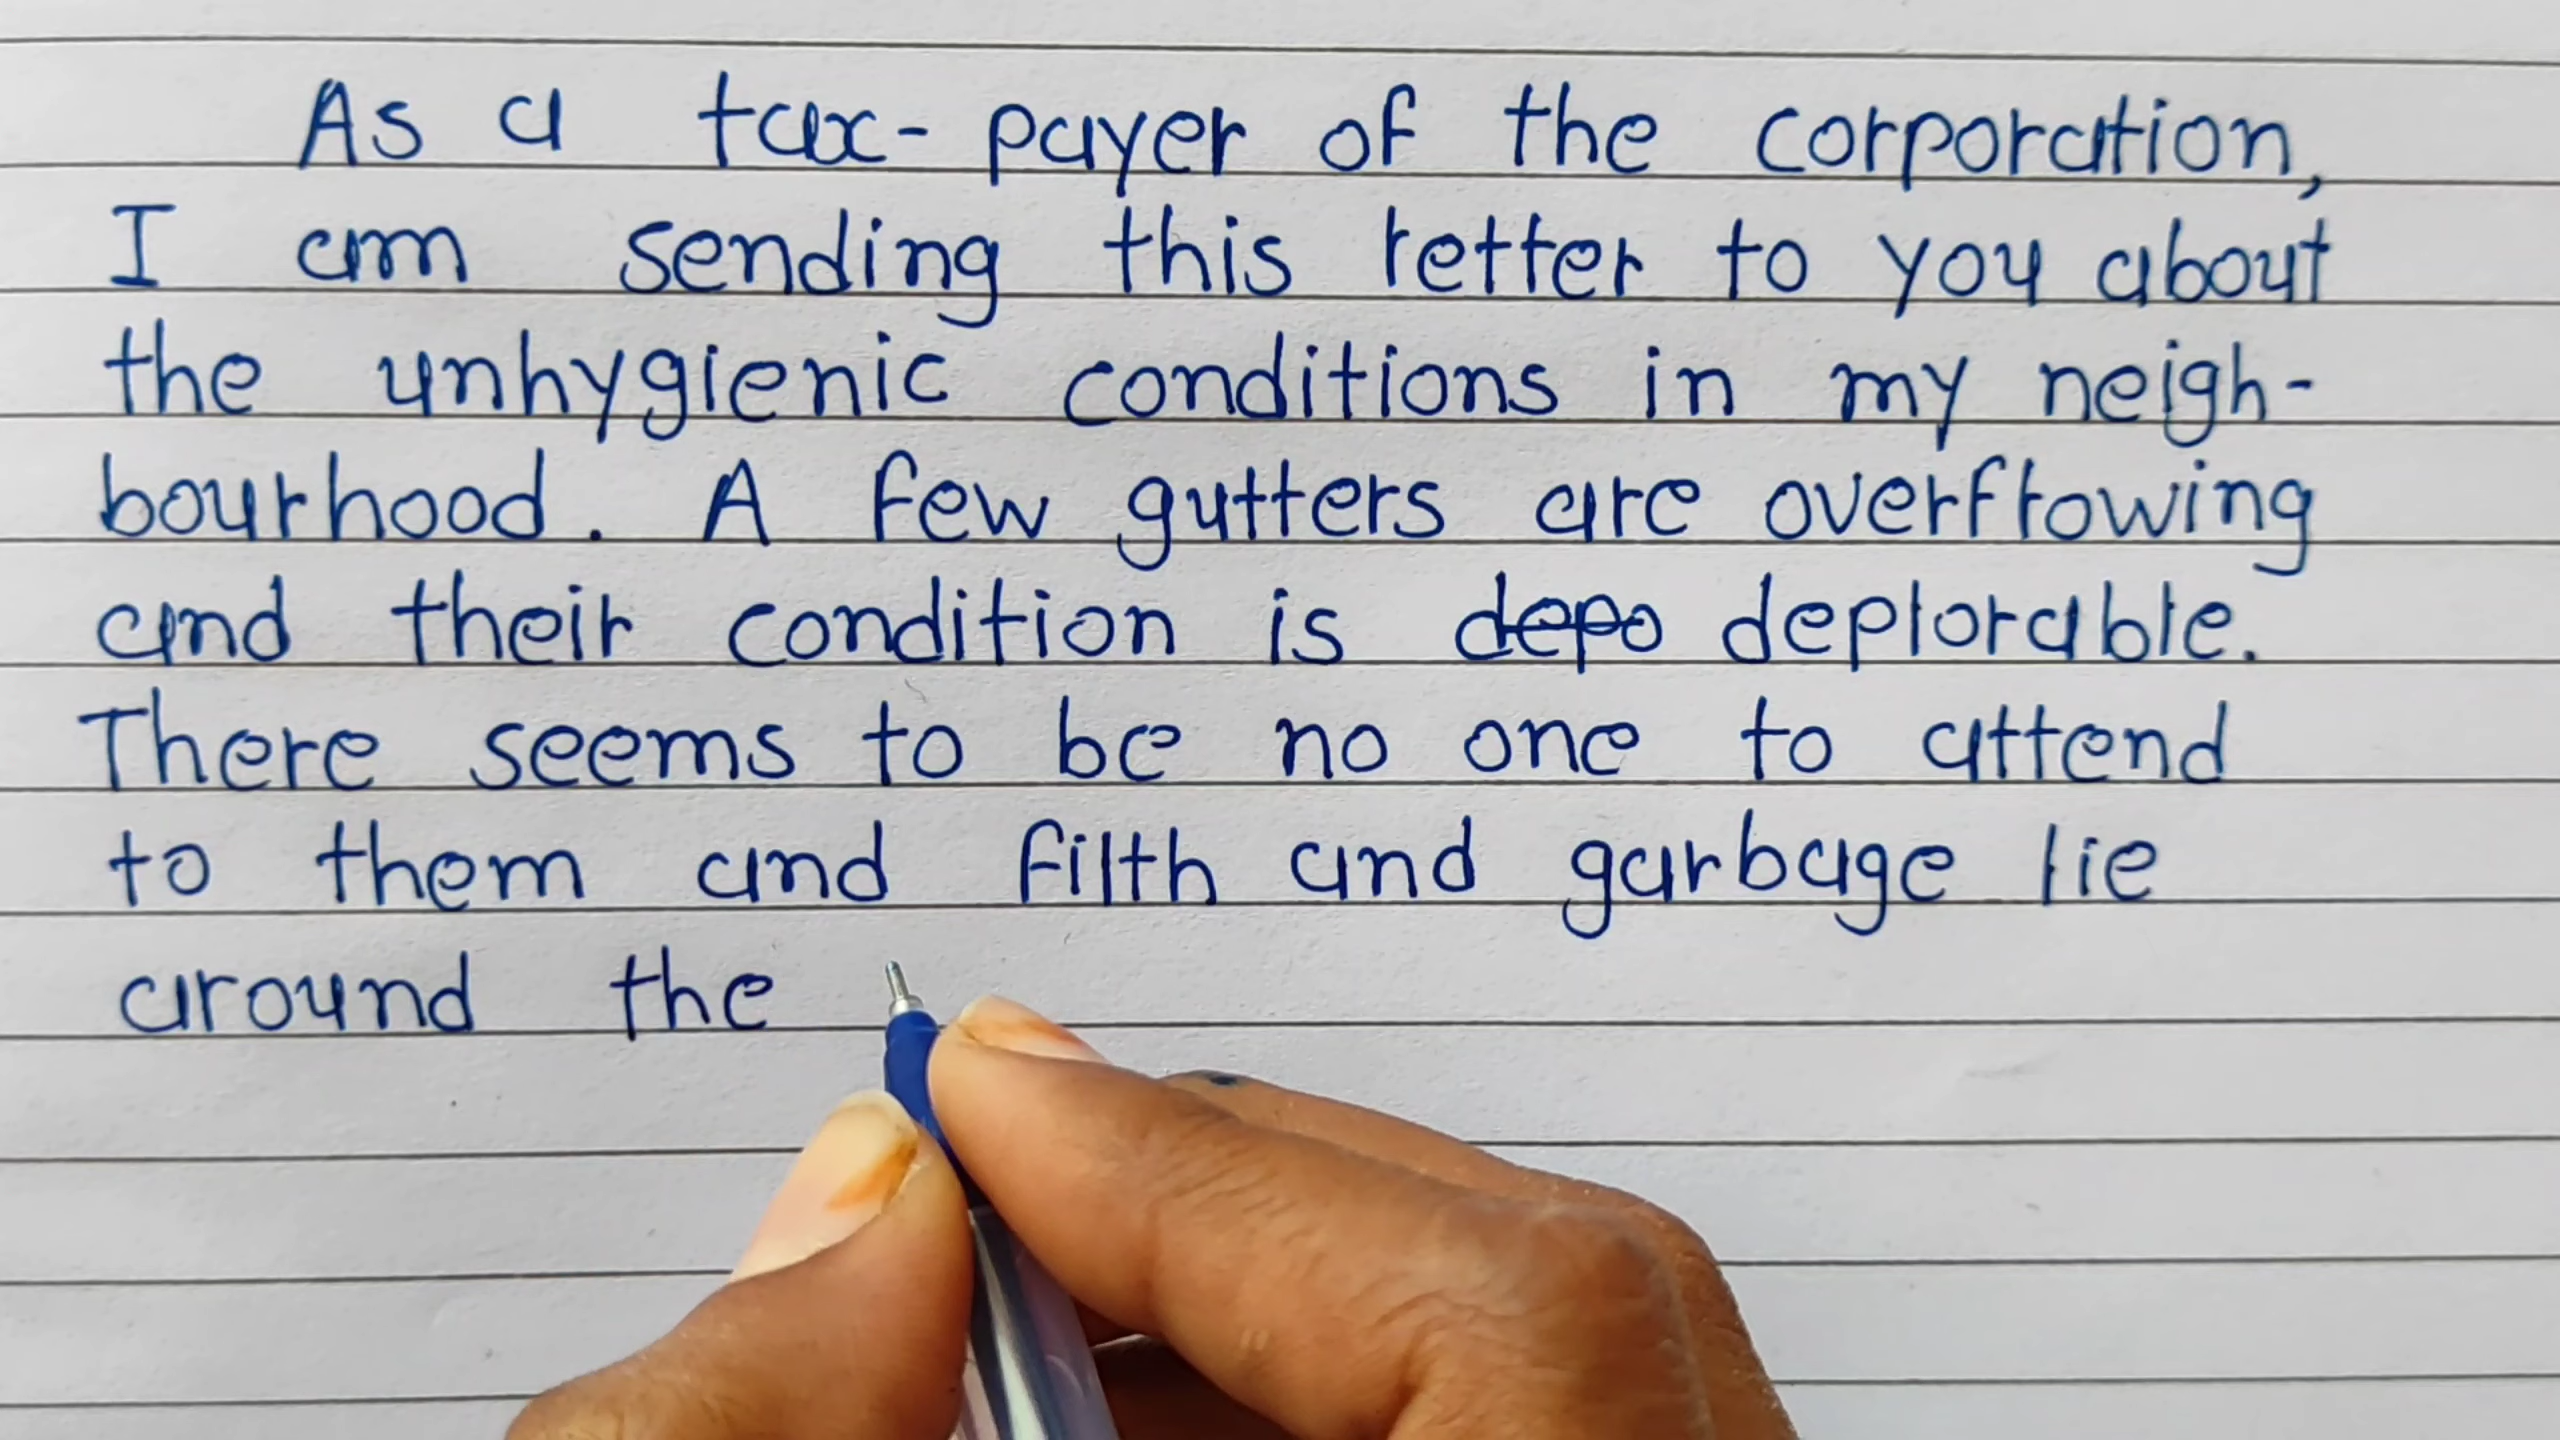 As a tax-payer of the corporation,
I am sending this letter to you about
the unhygienic conditions in my neigh-
bourhood. A few gutters are overflowing
and their condition is depo deplorable.
There seems to be no one to attend
to them and filth and garbage lie
around the